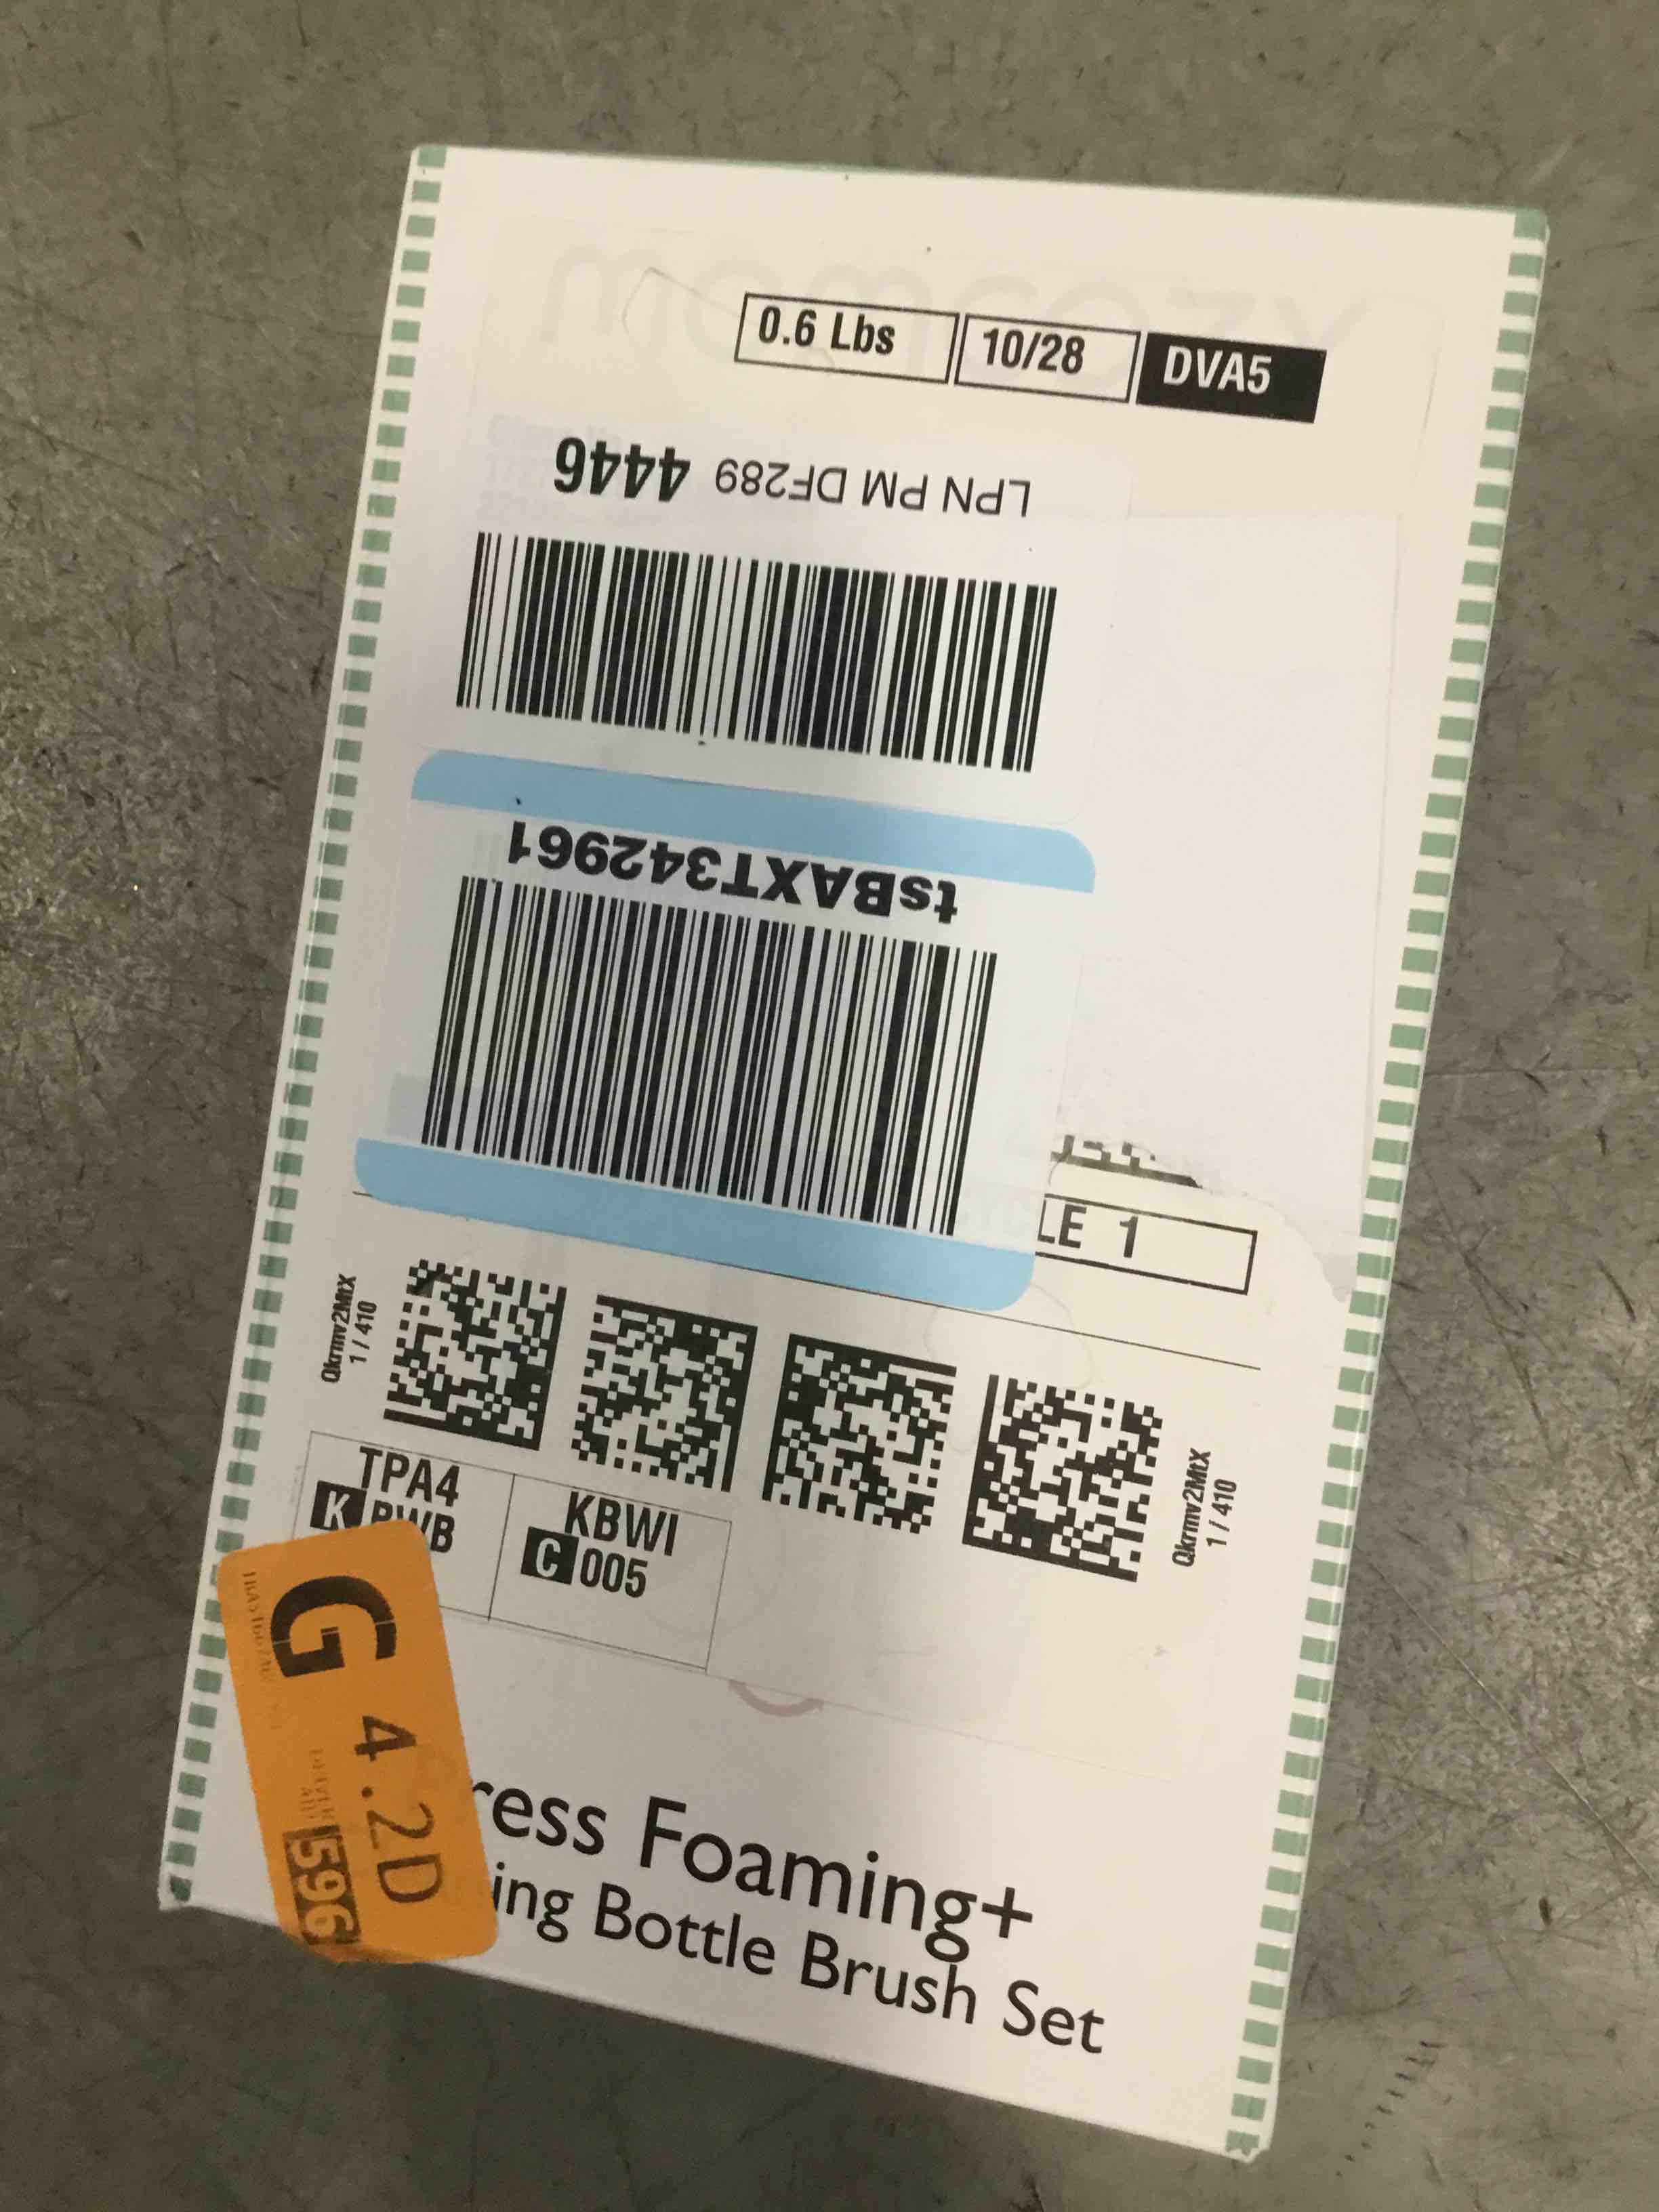 0.6 Lbs
10/28
DVA5
LPN PM DF289 4446
tsBAXT342961
LE 1
Qkrmv2MtX
1 / 410
Qkrmv2MtX
1 / 410
TPA4
K
KBWI
C 005
G
4.2D
596
ress Foaming+
ing Bottle Brush Set